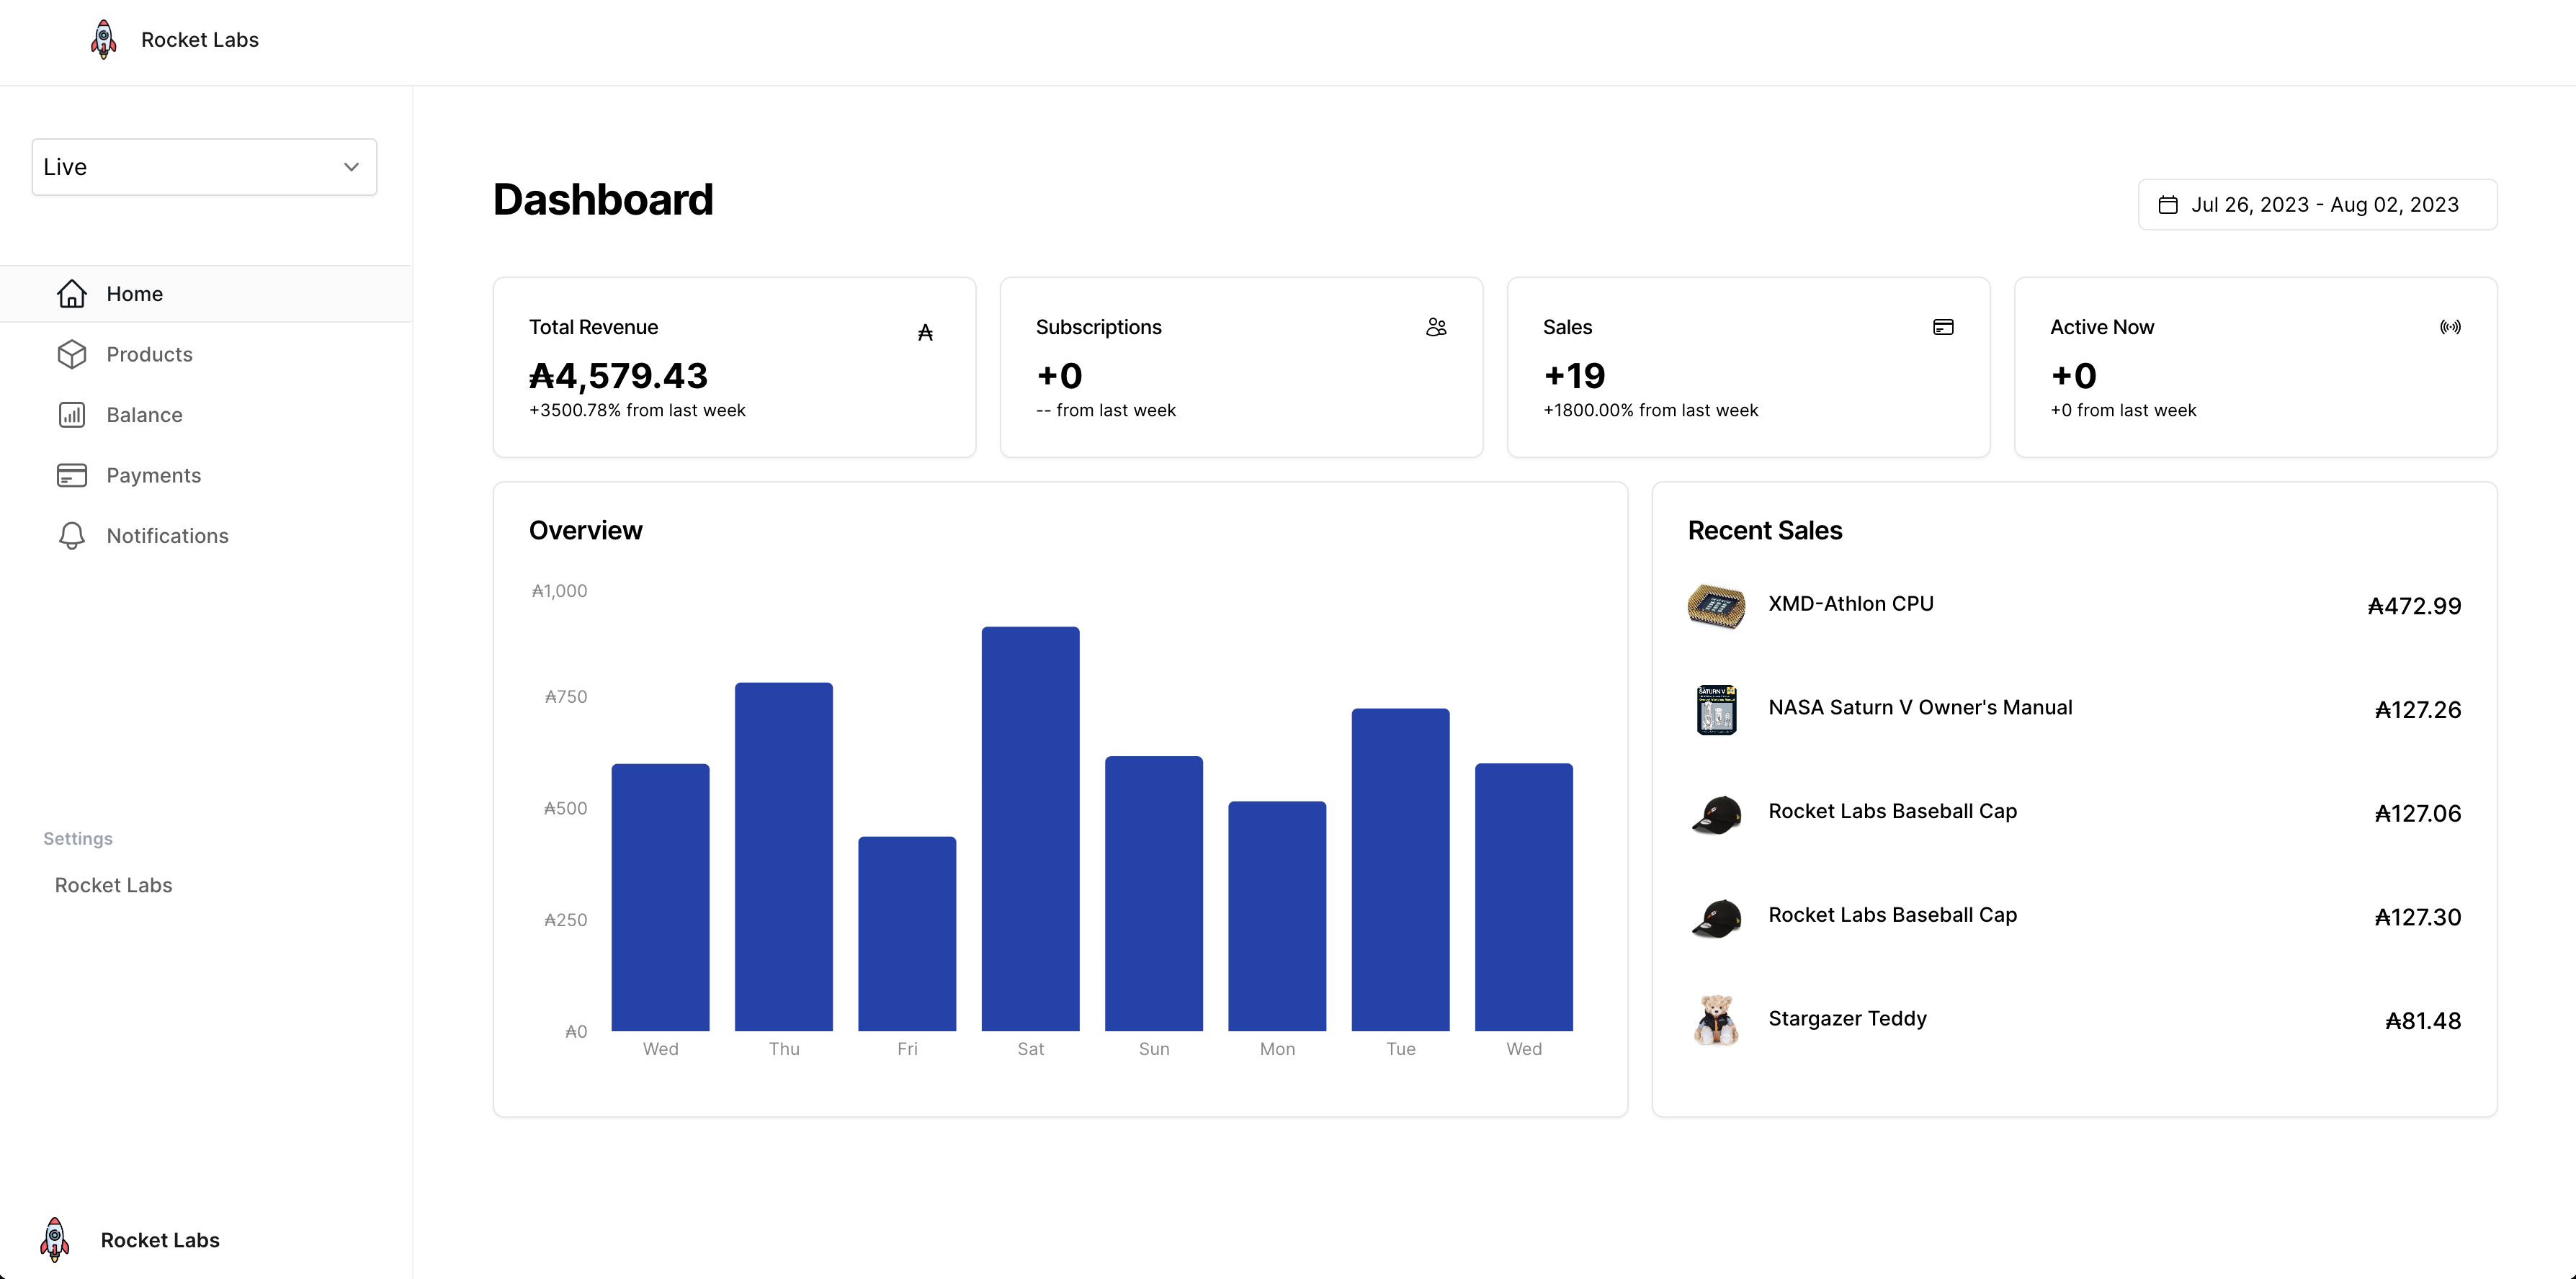 Rocket Labs
Live
Home
Products
Balance
Payments
Notifications
Settings
Rocket Labs
Rocket Labs
Dashboard
Jul 26, 2023 - Aug 02, 2023
Total Revenue
₳
₳4,579.43
+3500.78% from last week
Subscriptions
+0
-- from last week
Sales
+19
+1800.00% from last week
Active Now
+0
+0 from last week
Overview
₳1,000
₳750
₳500
₳250
₳0
Wed Thu Fri Sat Sun Mon Tue Wed
Recent Sales
XMD-Athlon CPU ₳472.99
SATURN V
NASA Saturn V Owner's Manual ₳127.26
Rocket Labs Baseball Cap ₳127.06
Rocket Labs Baseball Cap ₳127.30
Stargazer Teddy ₳81.48